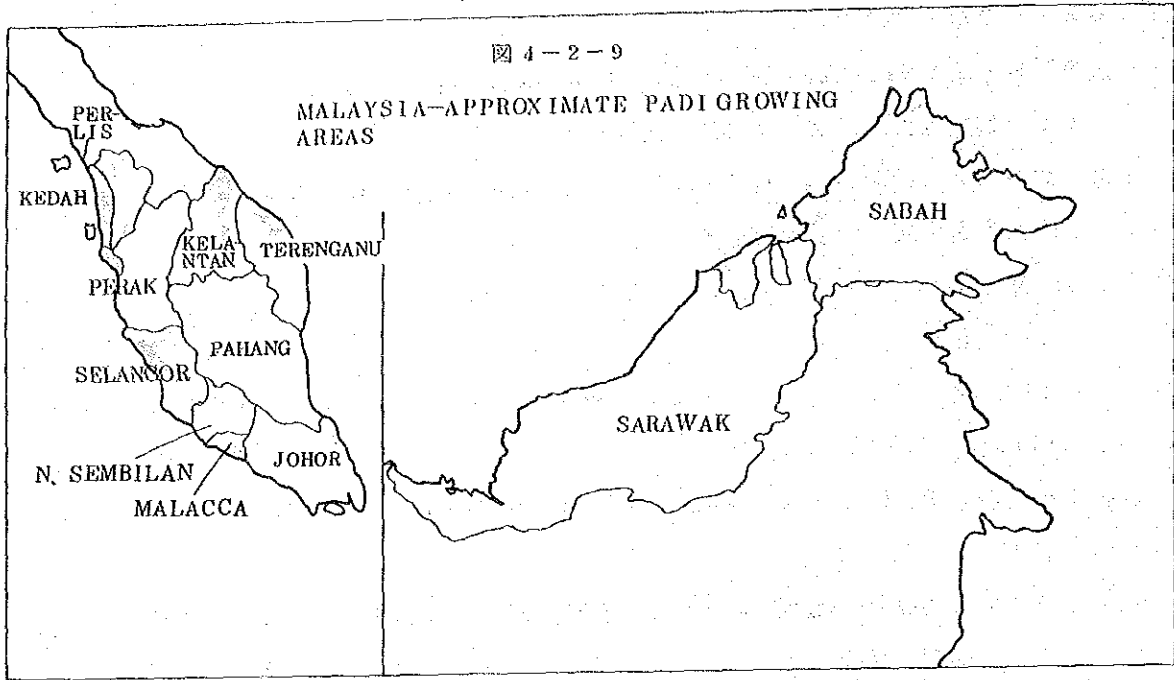 図 4-2-9
MALAYSIA-APPROXIMATE PADI GROWING
AREAS
PER-
LIS
KEDAH
KELA-
NTAN
TERENGANU
PERAK
PAHANG
SELANGOR
N. SEMBILAN
JOHOR
MALACCA
SABAH
SARAWAK